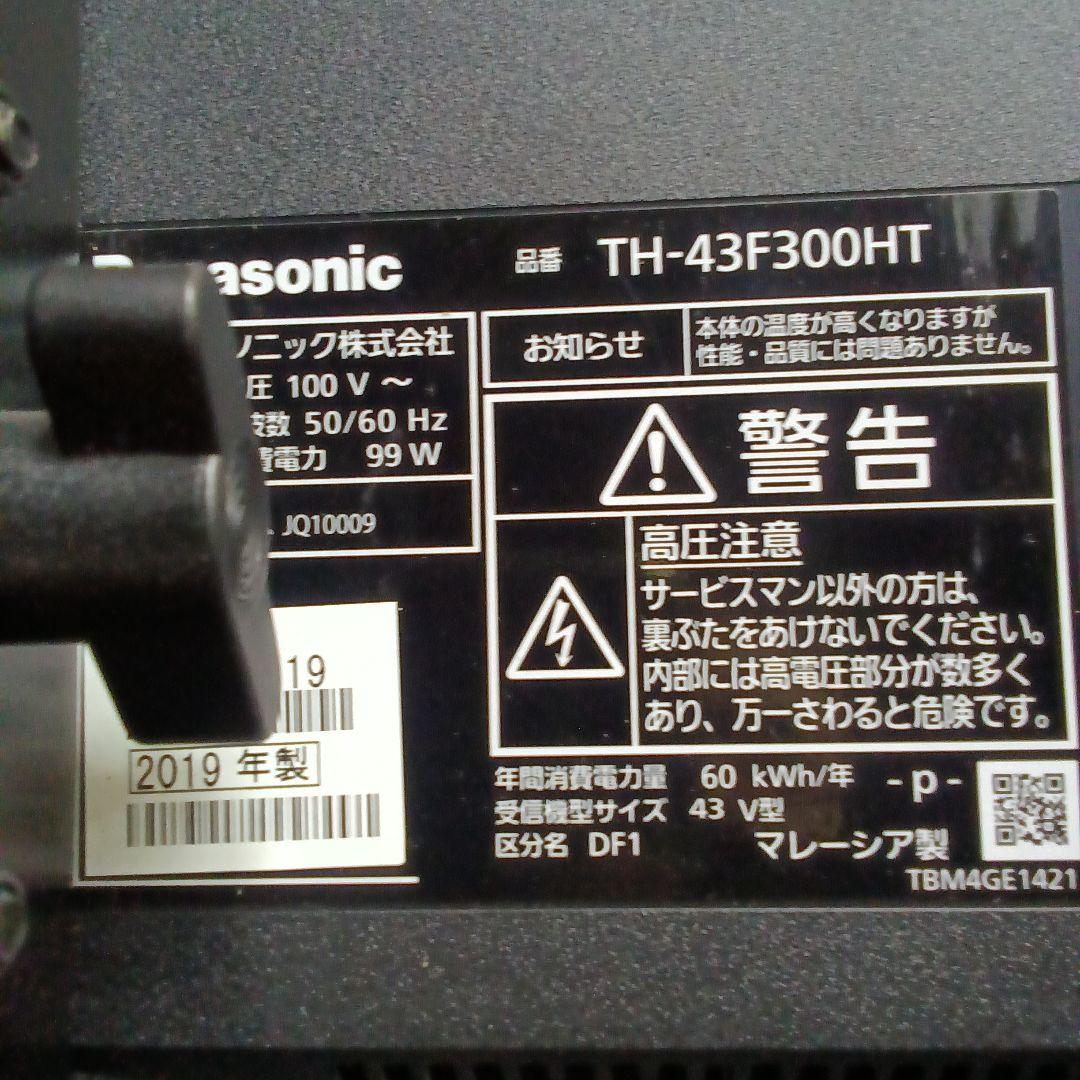 Panasonic
品番 TH-43F300HT
ソニック株式会社
圧 100 V ～
波数 50/60 Hz
費電力 99 W
JQ10009
お知らせ
本体の温度が高くなりますが
性能・品質には問題ありません。
警告
高圧注意
サービスマン以外の方は、
裏ぶたをあけないでください。
内部には高電圧部分が数多く
あり、万一さわると危険です。
19
2019 年製
年間消費電力量 60 kWh/年
受信機型サイズ 43 V型
区分名 DF1
-p-
マレーシア製
TBM4GE1421